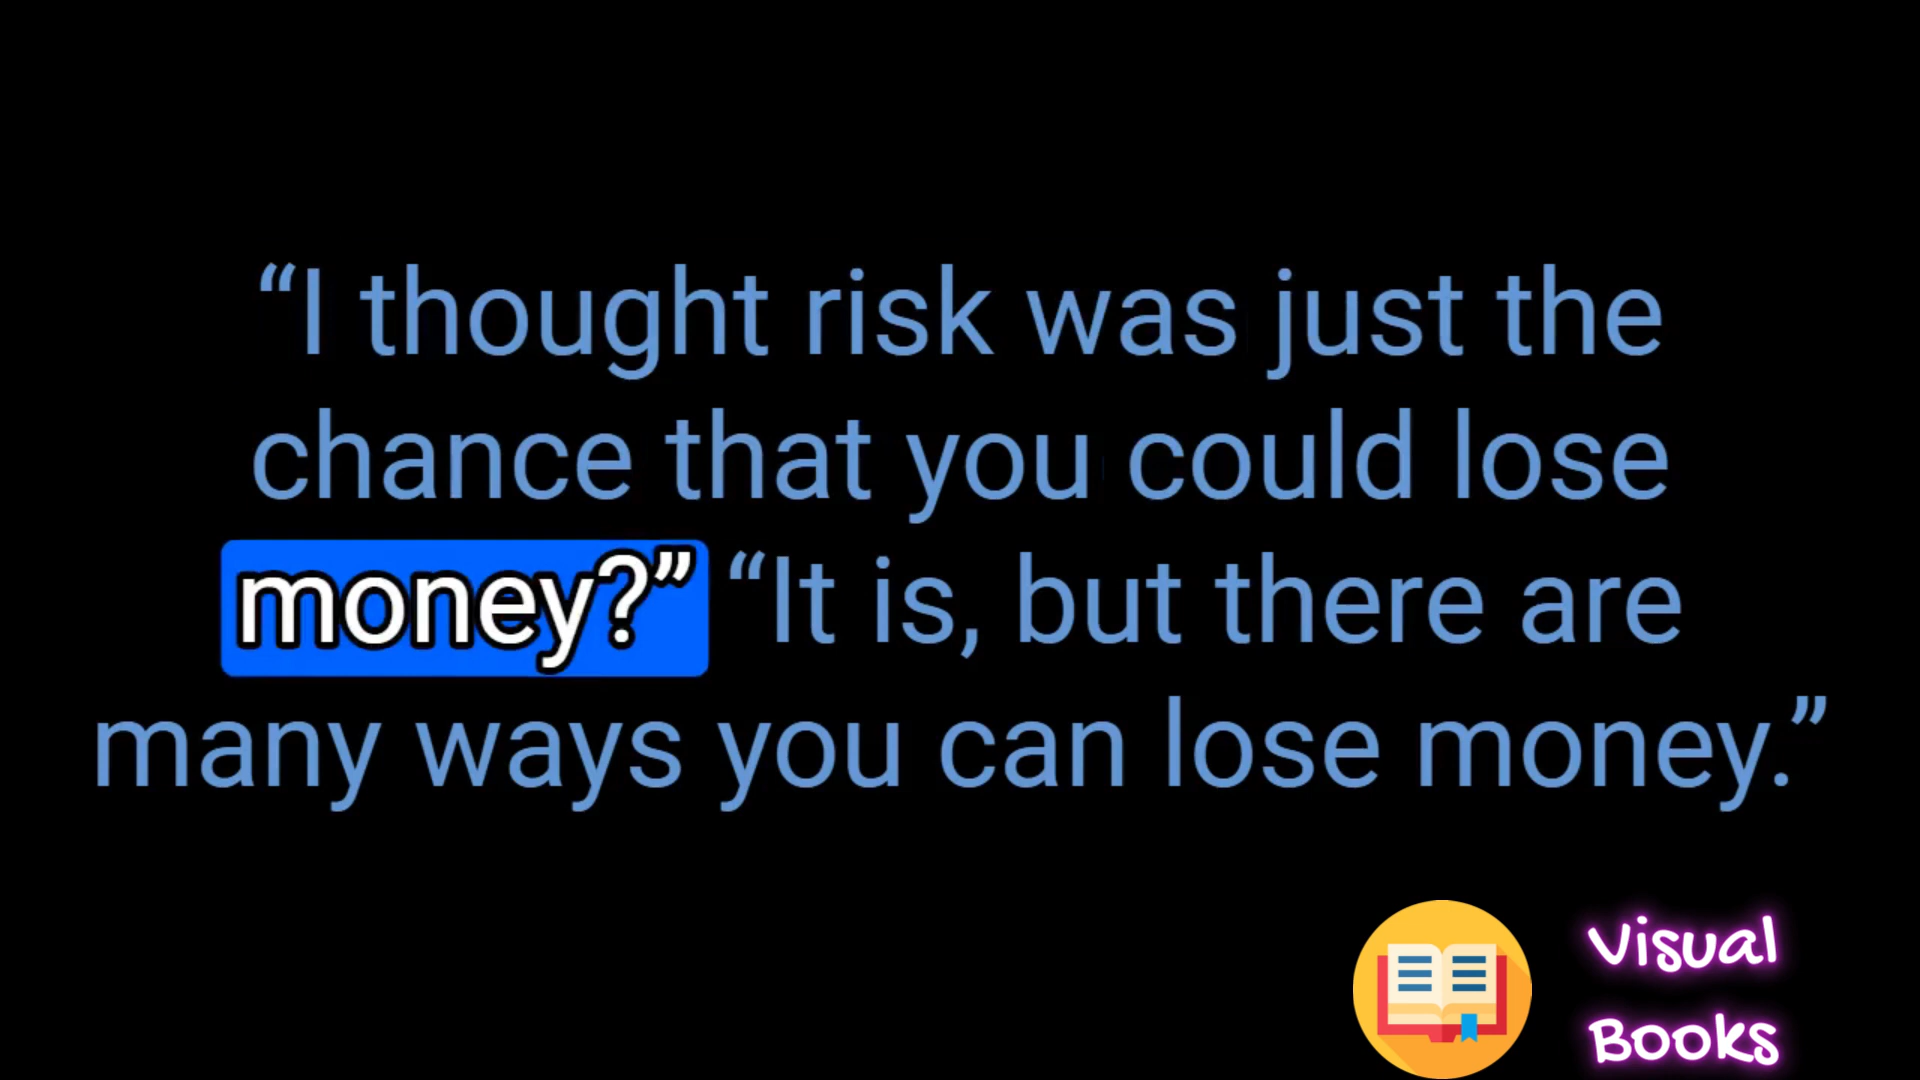 “I thought risk was just the
chance that you could lose
money?” “It is, but there are
many ways you can lose money.”
Visual
Books